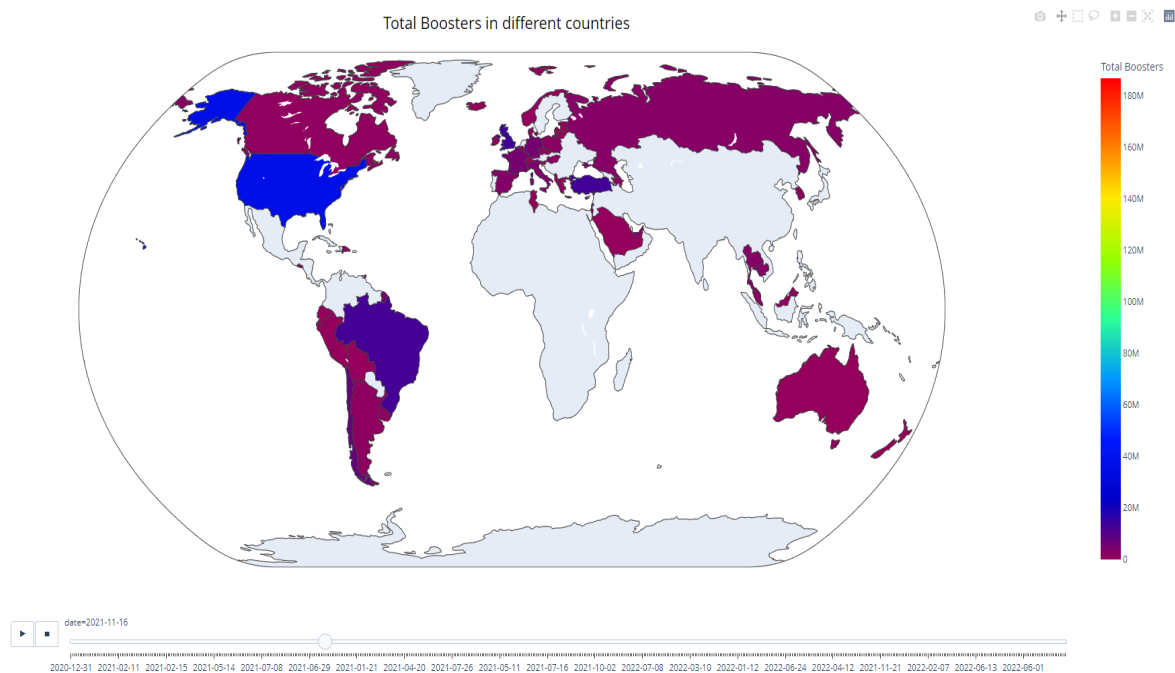 Total Boosters in different countries
Total Boosters
180M
160M
140M
120M
100M
80M
60M
40M
20M
0
date=2021-11-16
2020-12-31 2021-02-11 2021-02-15 2021-05-14 2021-07-08 2021-06-29 2021-01-21 2021-04-20 2021-07-26 2021-05-11 2021-07-16 2021-10-02 2022-07-08 2022-03-10 2022-01-12 2022-06-24 2022-04-12 2021-11-21 2022-02-07 2022-06-13 2022-06-01